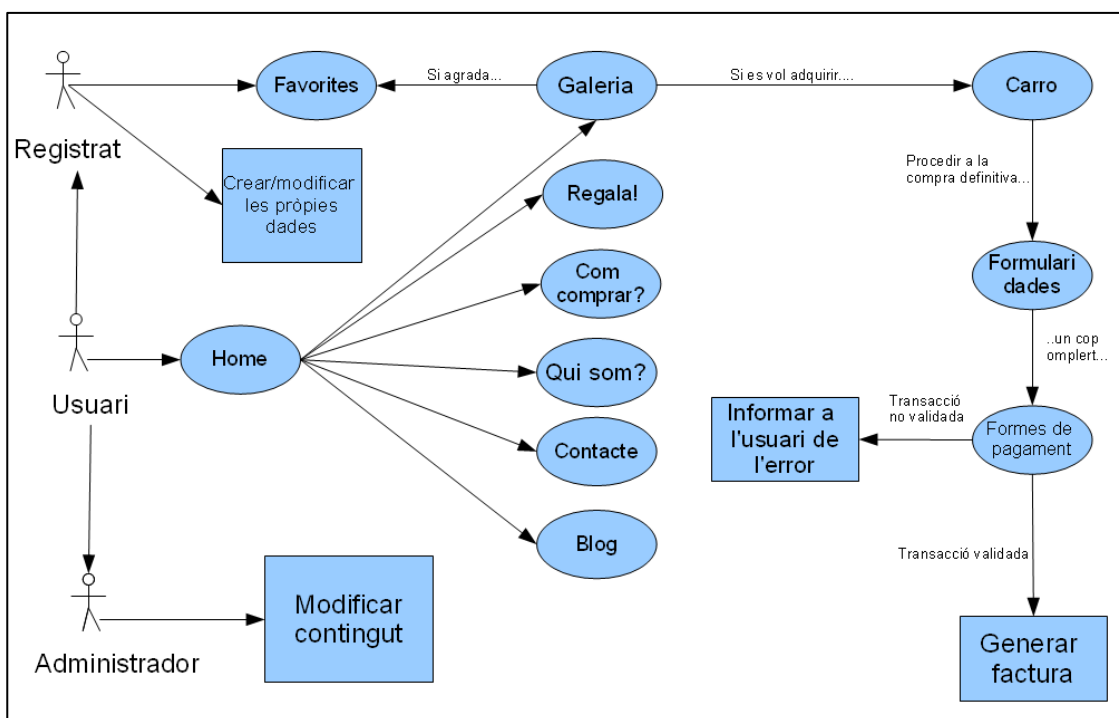 Favorites
Si agrada...
Galeria
Si es vol adquirir....
Carro
Registrat
Crear/modificar
les pròpies
dades
Regala!
Procedir a la
compra definitiva...
Com
comprar?
Formulari
dades
Usuari
Home
Qui som?
..un cop
omplert...
Informar a
l'usuari de
l'error
Transacció
no validada
Formes de
pagament
Contacte
Blog
Transacció validada
Administrador
Modificar
contingut
Generar
factura